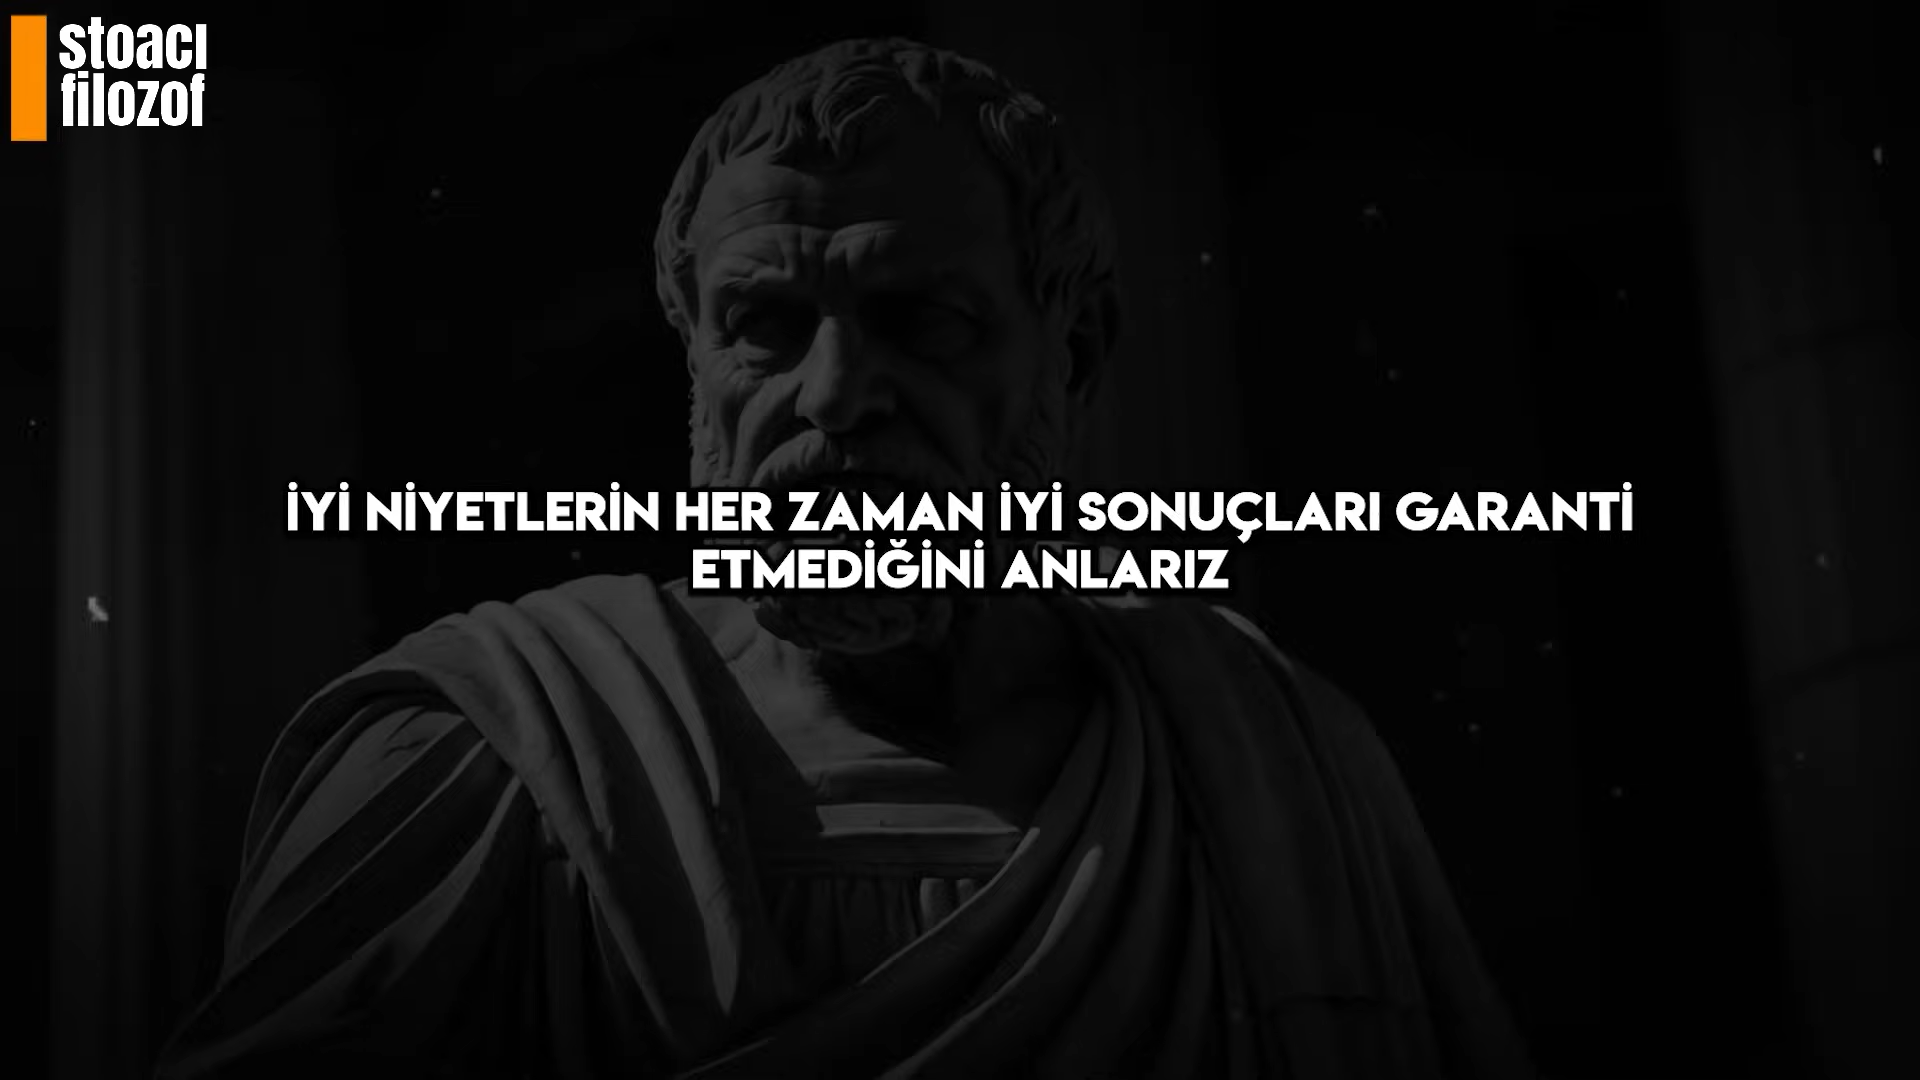 stoacı
filozof
İYİ NİYETLERİN HER ZAMAN İYİ SONUÇLARI GARANTİ
ETMEDİĞİNİ ANLARIZ